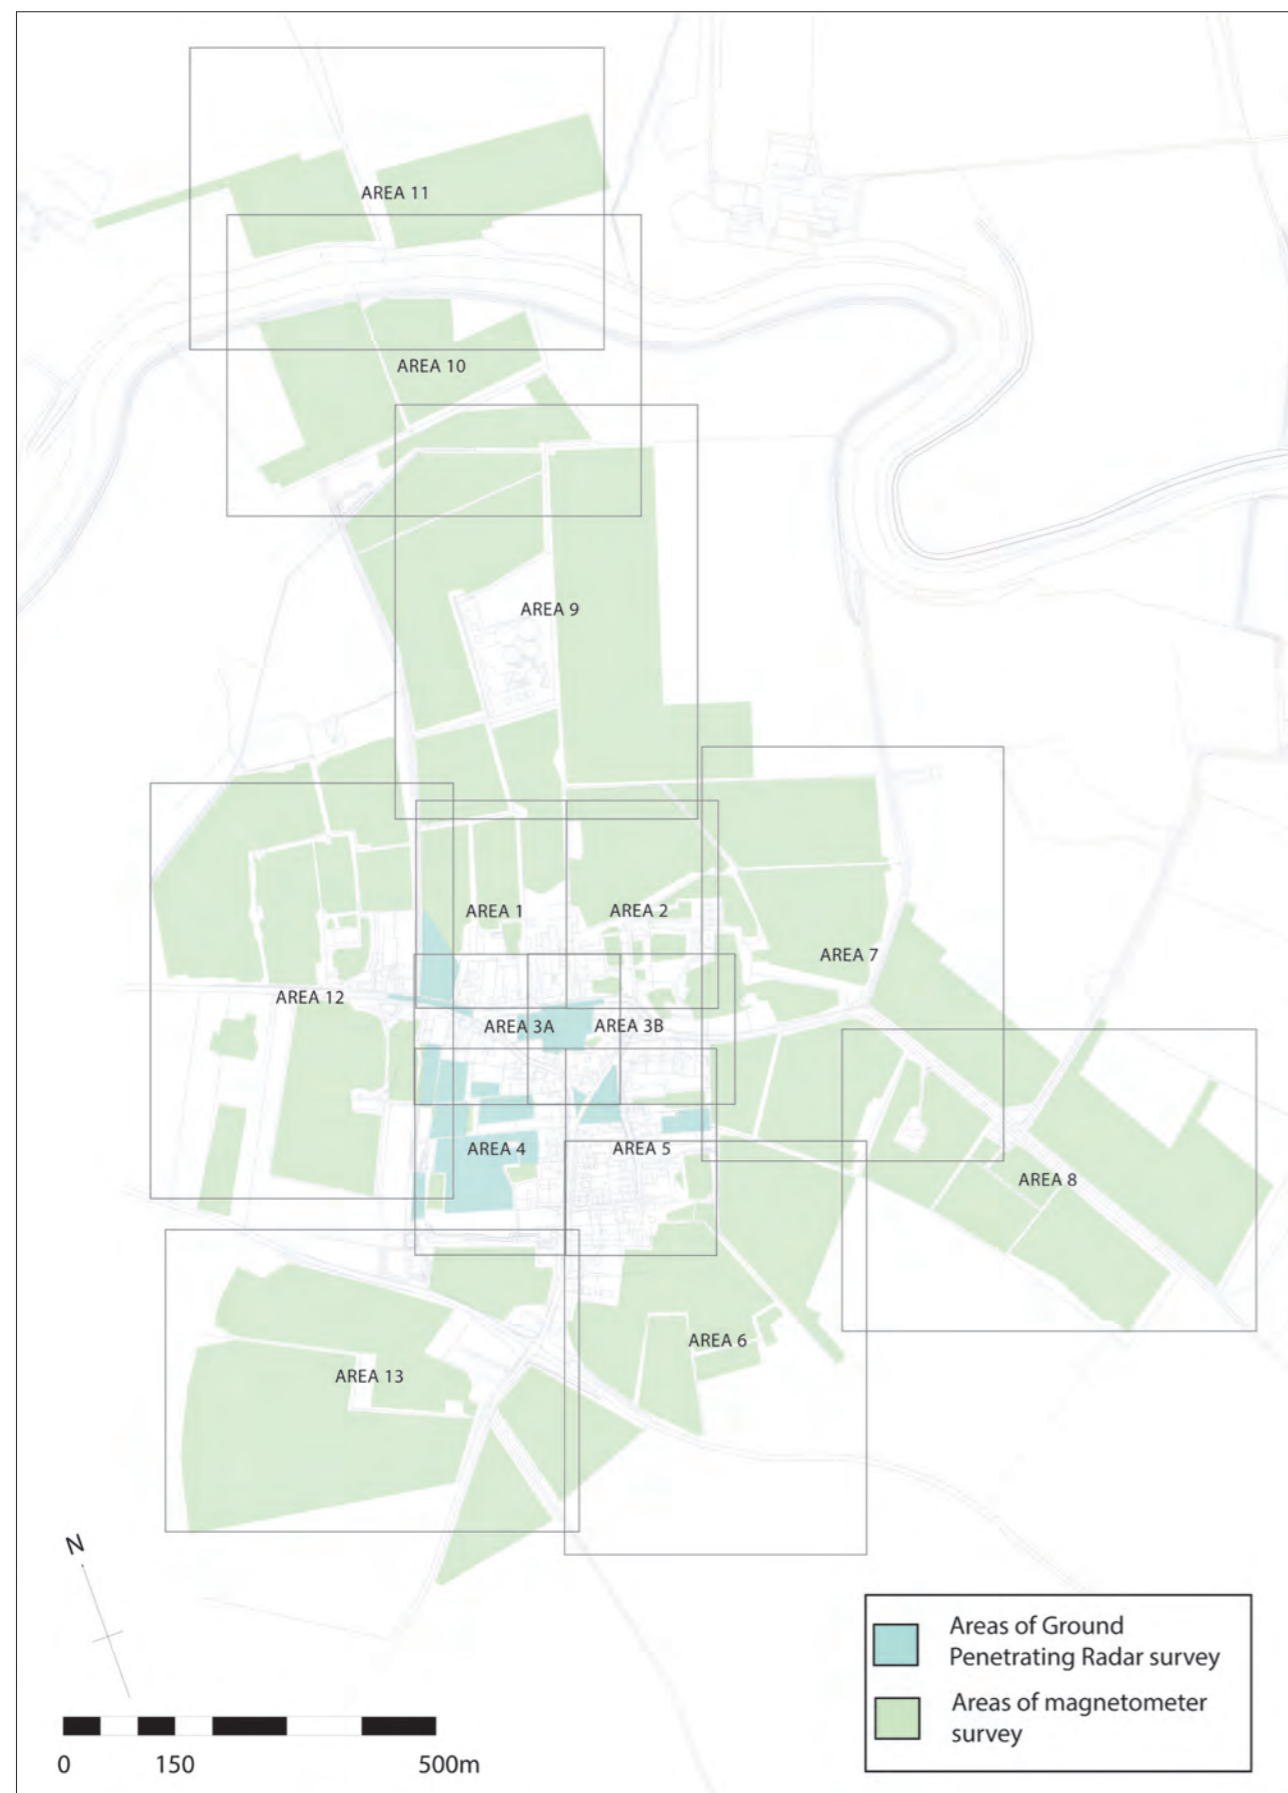 AREA 11
AREA 10
AREA 9
AREA 1
AREA 2
AREA 7
AREA 12
AREA 3A
AREA 3B
AREA 4
AREA 5
AREA 8
AREA 6
AREA 13
N
0 150 500m
Areas of Ground
Penetrating Radar survey
Areas of magnetometer
survey